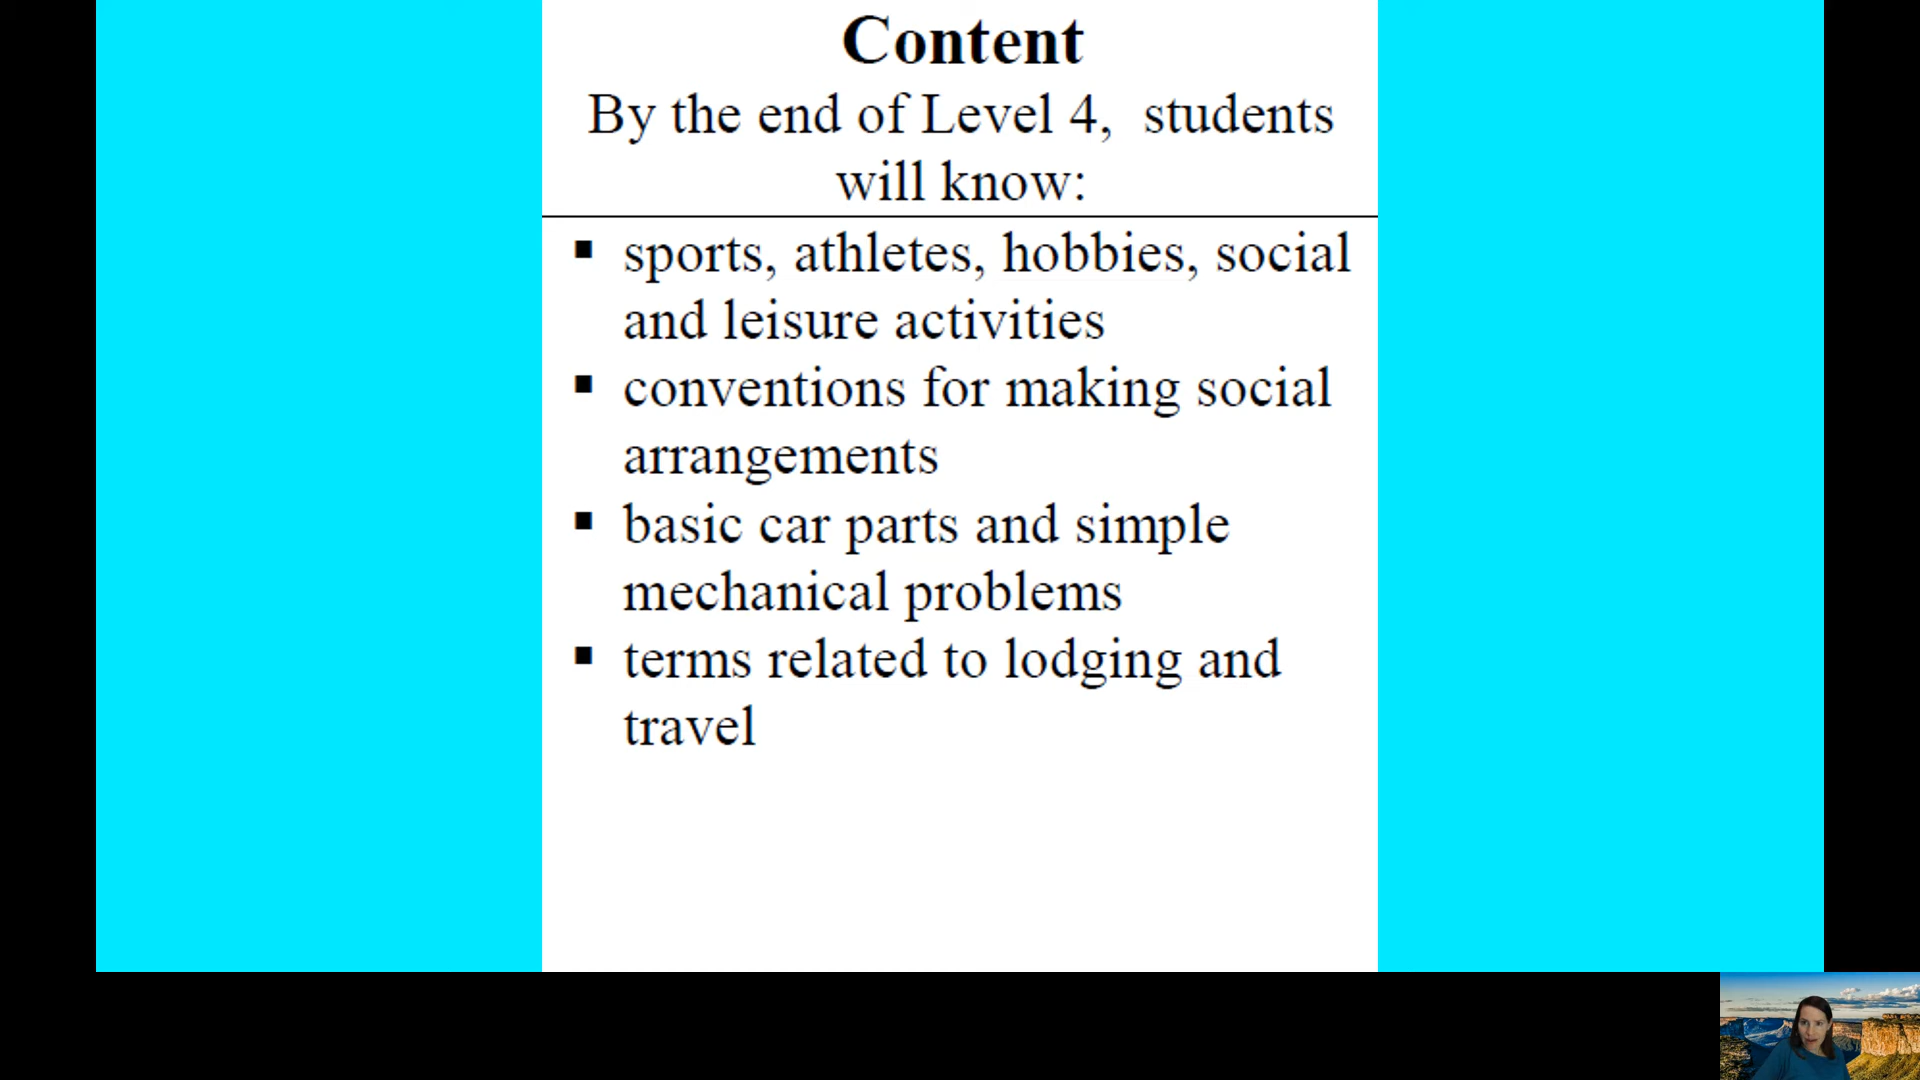 Content
By the end of Level 4, students
will know:
▪ sports, athletes, hobbies, social
and leisure activities
▪ conventions for making social
arrangements
▪ basic car parts and simple
mechanical problems
▪ terms related to lodging and
travel